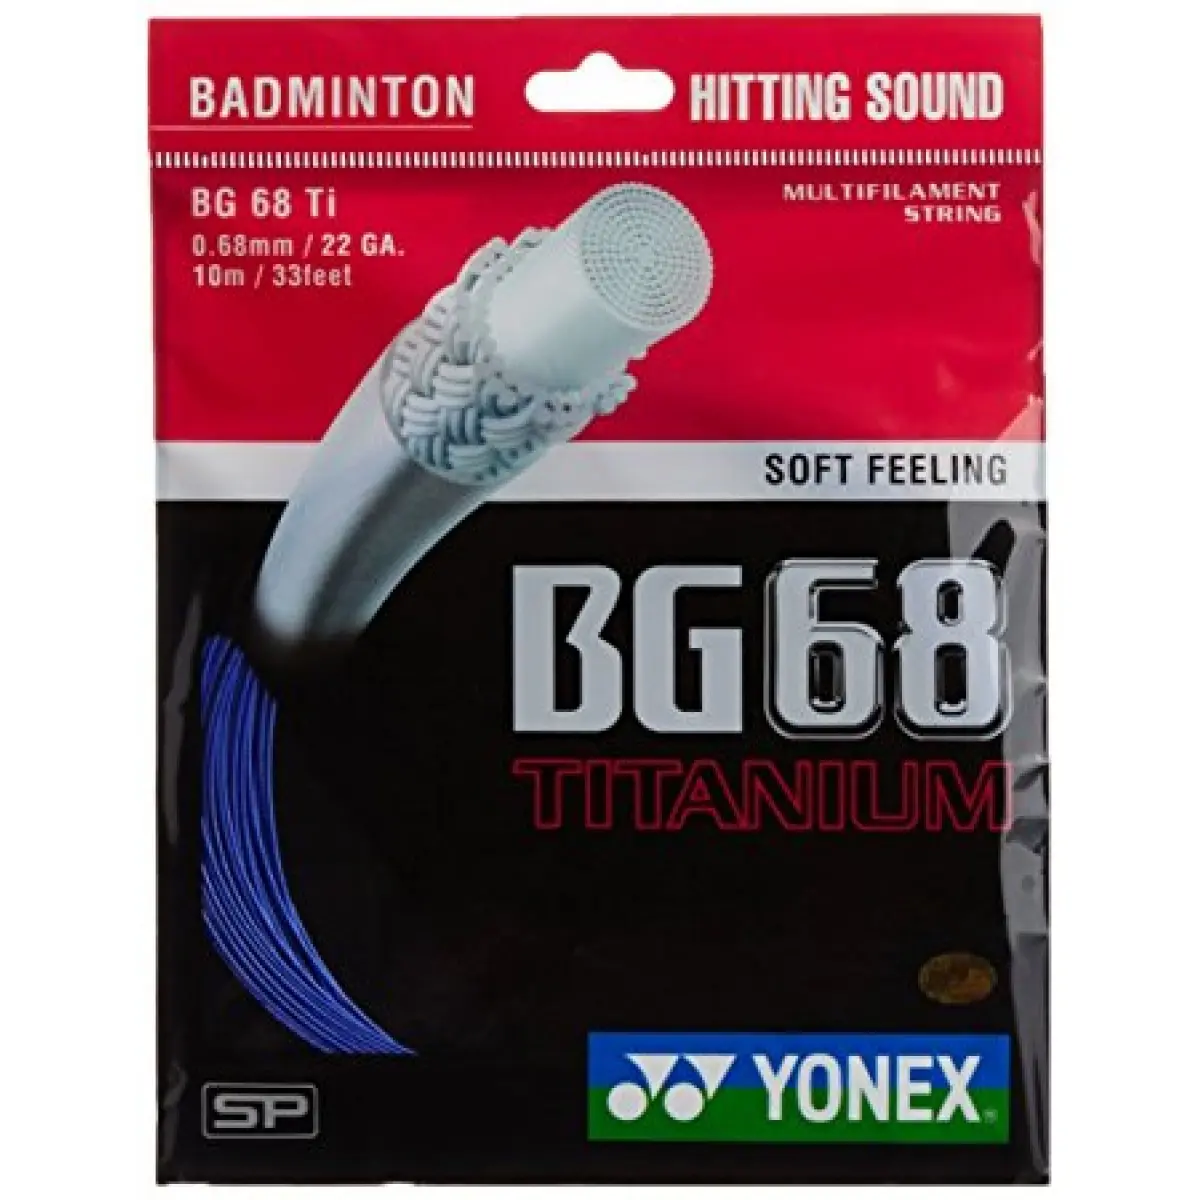 BADMINTON
HITTING SOUND
BG 68 Ti
0.68mm / 22 GA.
10m / 33feet
MULTIFILAMENT
STRING
SOFT FEELING
BG68
TITANIUM
YONEX
SP